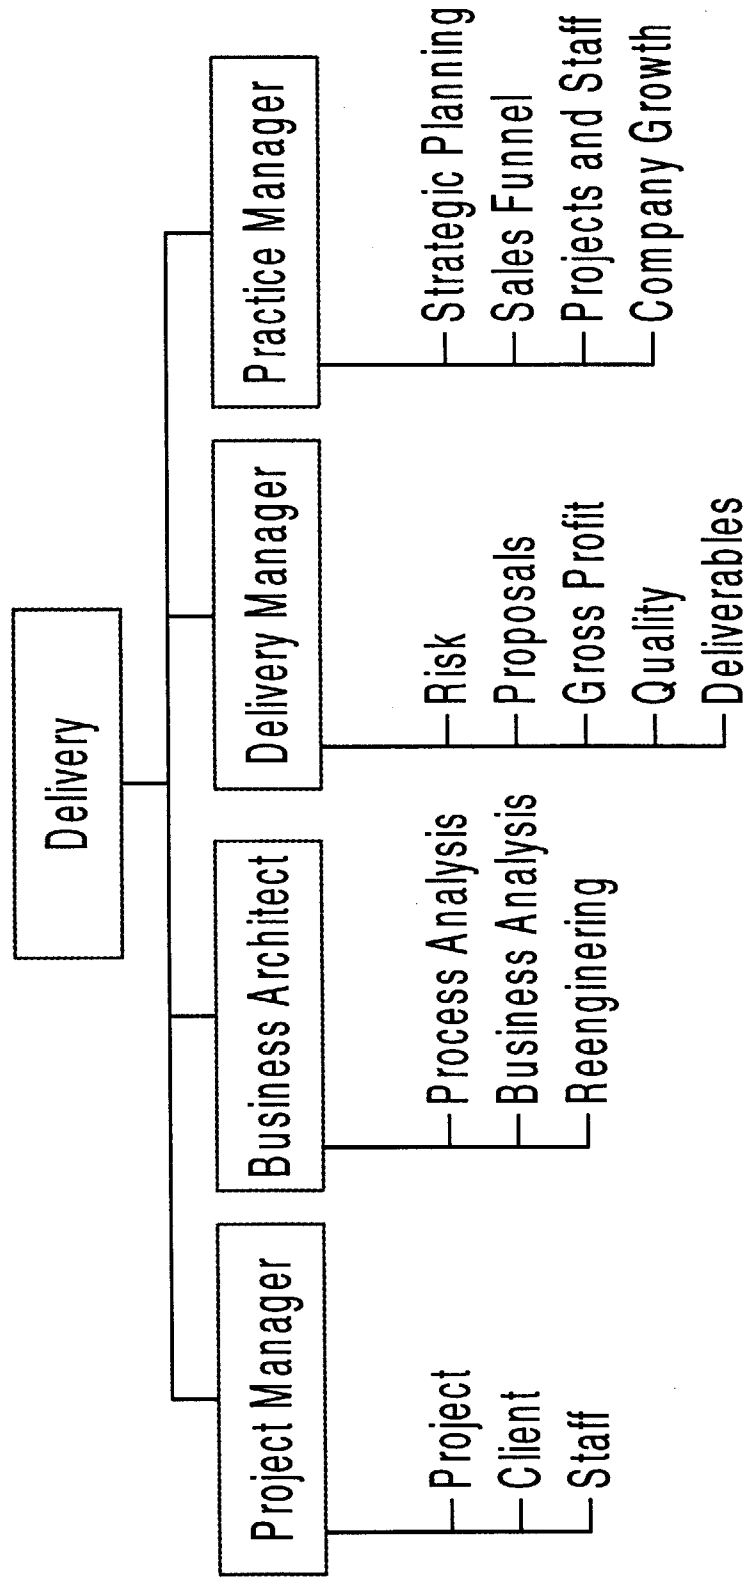 Delivery
Project Manager
Project
Client
Staff
Business Architect
Process Analysis
Business Analysis
Reenginering
Delivery Manager
Risk
Proposals
Gross Profit
Quality
Deliverables
Practice Manager
Strategic Planning
Sales Funnel
Projects and Staff
Company Growth